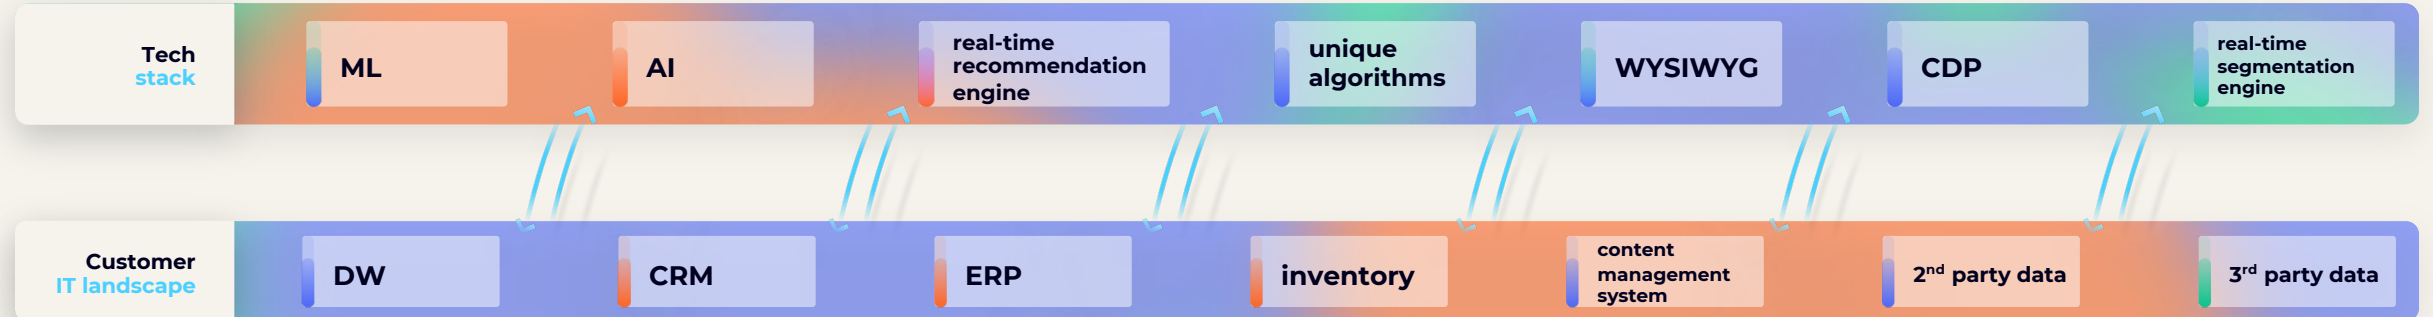 Tech
stack
ML
AI
real-time
recommendation
engine
unique
algorithms
WYSIWYG
CDP
real-time
segmentation
engine
Customer
IT landscape
DW
CRM
ERP
inventory
content
management
system
2nd party data
3rd party data